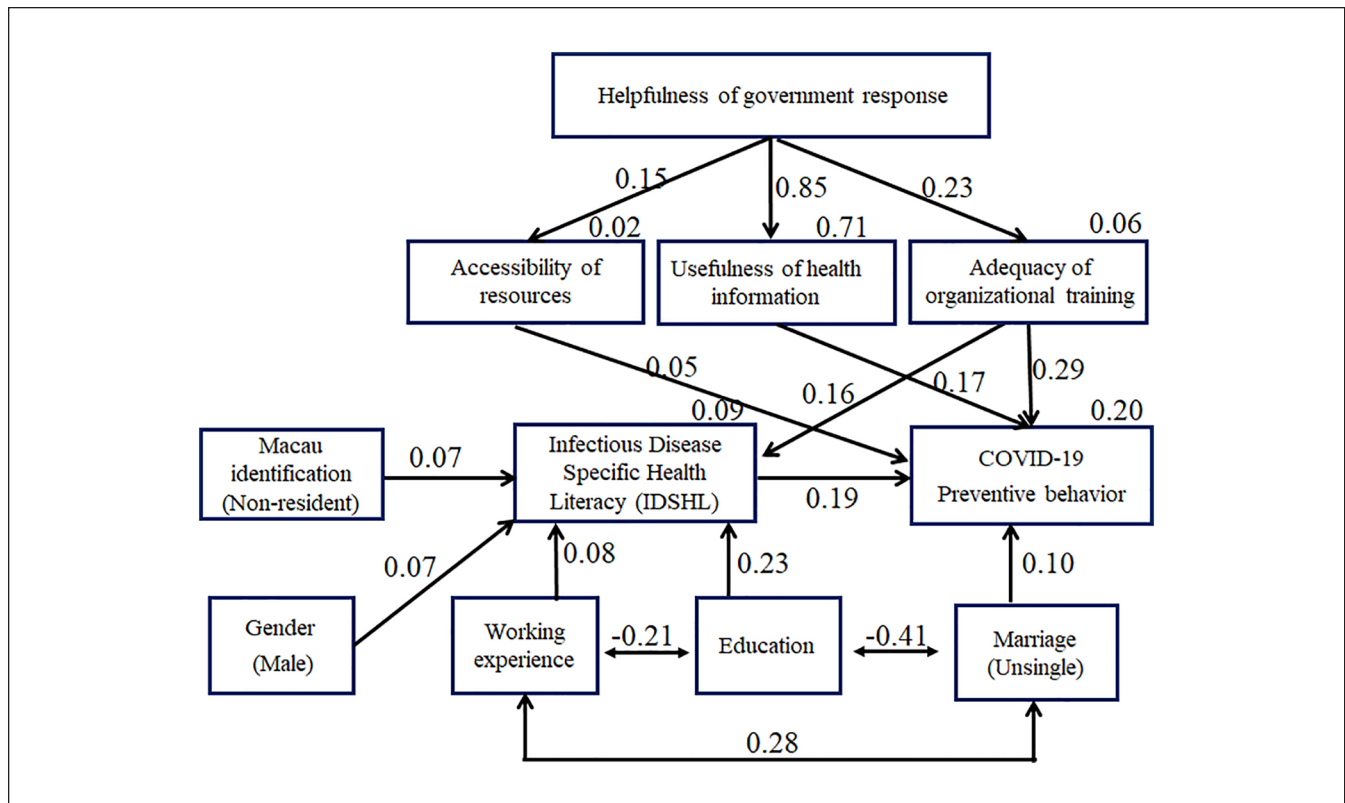 Helpfulness of government response
0.15
0.85
0.23
0.02
0.71
0.06
Accessibility of
resources
Usefulness of health
information
Adequacy of
organizational training
0.05
0.16
0.17
0.29
0.09
0.20
Macau
identification
(Non-resident)
0.07
Infectious Disease
Specific Health
Literacy (IDSHL)
0.19
COVID-19
Preventive behavior
0.07
0.08
0.23
0.10
Gender
(Male)
Working
experience
-0.21
Education
-0.41
Marriage
(Unsingle)
0.28